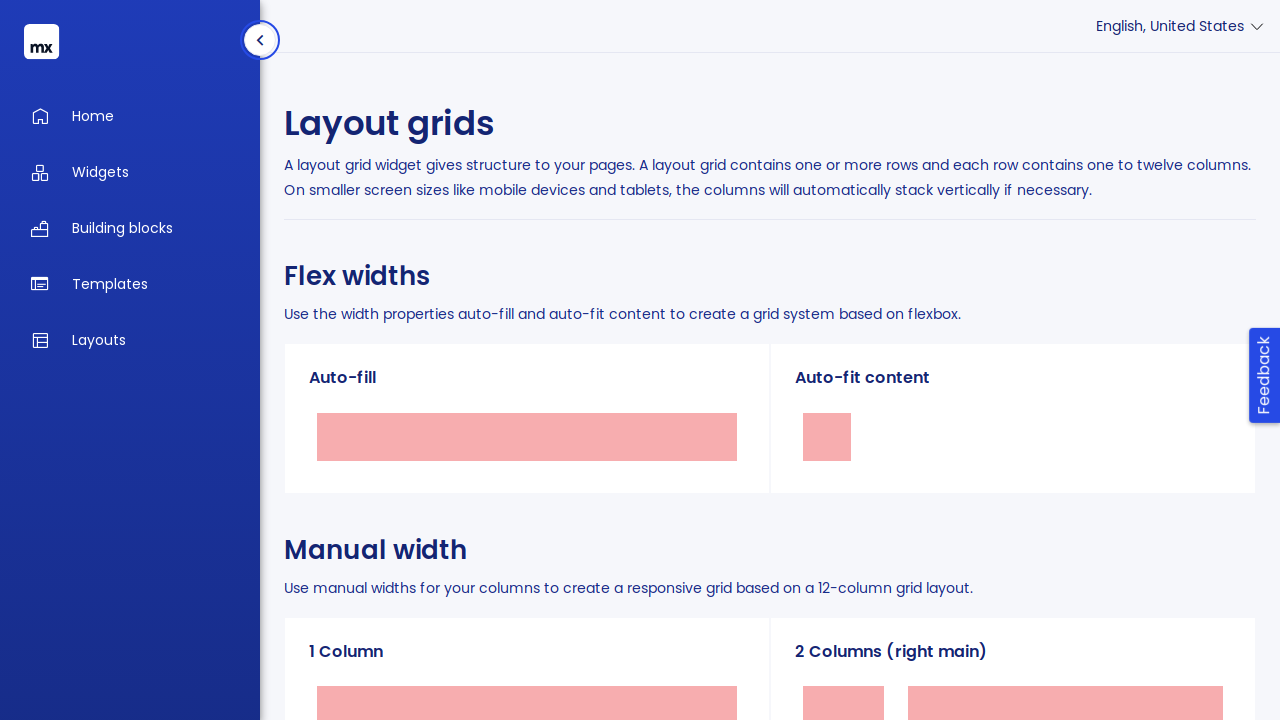 mx
Home
Widgets
Building blocks
Templates
Layouts
English, United States
Layout grids
A layout grid widget gives structure to your pages. A layout grid contains one or more rows and each row contains one to twelve columns.
On smaller screen sizes like mobile devices and tablets, the columns will automatically stack vertically if necessary.
Flex widths
Use the width properties auto-fill and auto-fit content to create a grid system based on flexbox.
Auto-fill
Auto-fit content
Feedback
Manual width
Use manual widths for your columns to create a responsive grid based on a 12-column grid layout.
1 Column
2 Columns (right main)